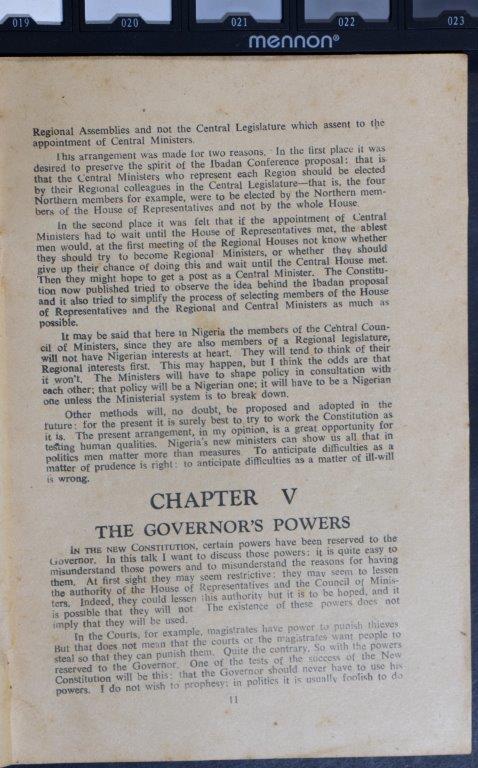 019 020 021 022 023
mennon®
Regional Assemblies and not the Central Legislature which assent to the
appointment of Central Ministers.
This arrangement was made for two reasons. In the first place it was
desired to preserve the spirit of the Ibadan Conference proposal: that is
that the Central Ministers who represent each Region should be elected
by their Regional colleagues in the Central Legislature—that is, the four
Northern members for example, were to be elected by the Northern mem-
bers of the House of Representatives and not by the whole House.
In the second place it was felt that if the appointment of Central
Ministers had to wait until the House of Representatives met, the ablest
men would, at the first meeting of the Regional Houses not know whether
they should try to become Regional Ministers, or whether they should
give up their chance of doing this and wait until the Central House met.
Then they might hope to get a post as a Central Minister. The Constitu-
tion now published tried to observe the idea behind the Ibadan proposal
and it also tried to simplify the process of selecting members of the House
of Representatives and the Regional and Central Ministers as much as
possible.
It may be said that here in Nigeria the members of the Central Coun-
cil of Ministers, since they are also members of a Regional legislature,
will not have Nigerian interests at heart. They will tend to think of their
Regional interests first. This may happen, but I think the odds are that
it won't. The Ministers will have to shape policy in consultation with
each other; that policy will be a Nigerian one; it will have to be a Nigerian
one unless the Ministerial system is to break down.
Other methods will, no doubt, be proposed and adopted in the
future: for the present it is surely best to try to work the Constitution as
it is. The present arrangement, in my opinion, is a great opportunity for
testing human qualities. Nigeria's new ministers can show us all that in
politics men matter more than measures. To anticipate difficulties as a
matter of prudence is right: to anticipate difficulties as a matter of ill-will
is wrong.
CHAPTER V
THE GOVERNOR'S POWERS
IN THE NEW CONSTITUTION, certain powers have been reserved to the
Governor. In this talk I want to discuss those powers: it is quite easy to
misunderstand those powers and to misunderstand the reasons for having
them. At first sight they may seem restrictive: they may seem to lessen
the authority of the House of Representatives and the Council of Minis-
ters. Indeed, they could lessen this authority but it is to be hoped, and it
is possible that they will not. The existence of these powers does not
imply that they will be used.
In the Courts, for example, magistrates have power to punish thieves
But that does not mean that the courts or the magistrates want people to
steal so that they can punish them. Quite the contrary. So with the powers
reserved to the Governor. One of the tests of the success of the New
Constitution will be this: that the Governor should never have to use his
powers. I do not wish to prophesy: in politics it is usually foolish to do
11